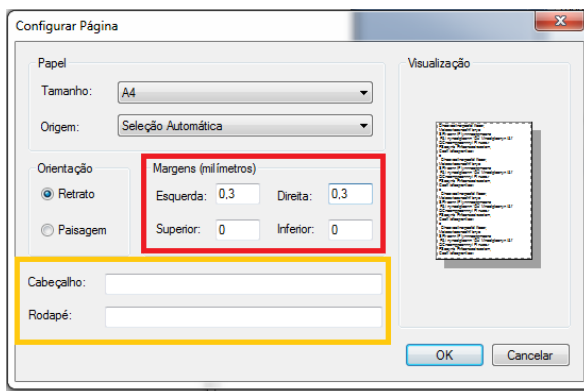 Configurar Página
Papel
Tamanho: A4
Origem: Seleção Automática
Visualização
Orientação
Retrato
Paisagem
Margens (milímetros)
Esquerda: 0,3 Direita: 0,3
Superior: 0 Inferior: 0
Cabeçalho:
Rodapé:
OK Cancelar